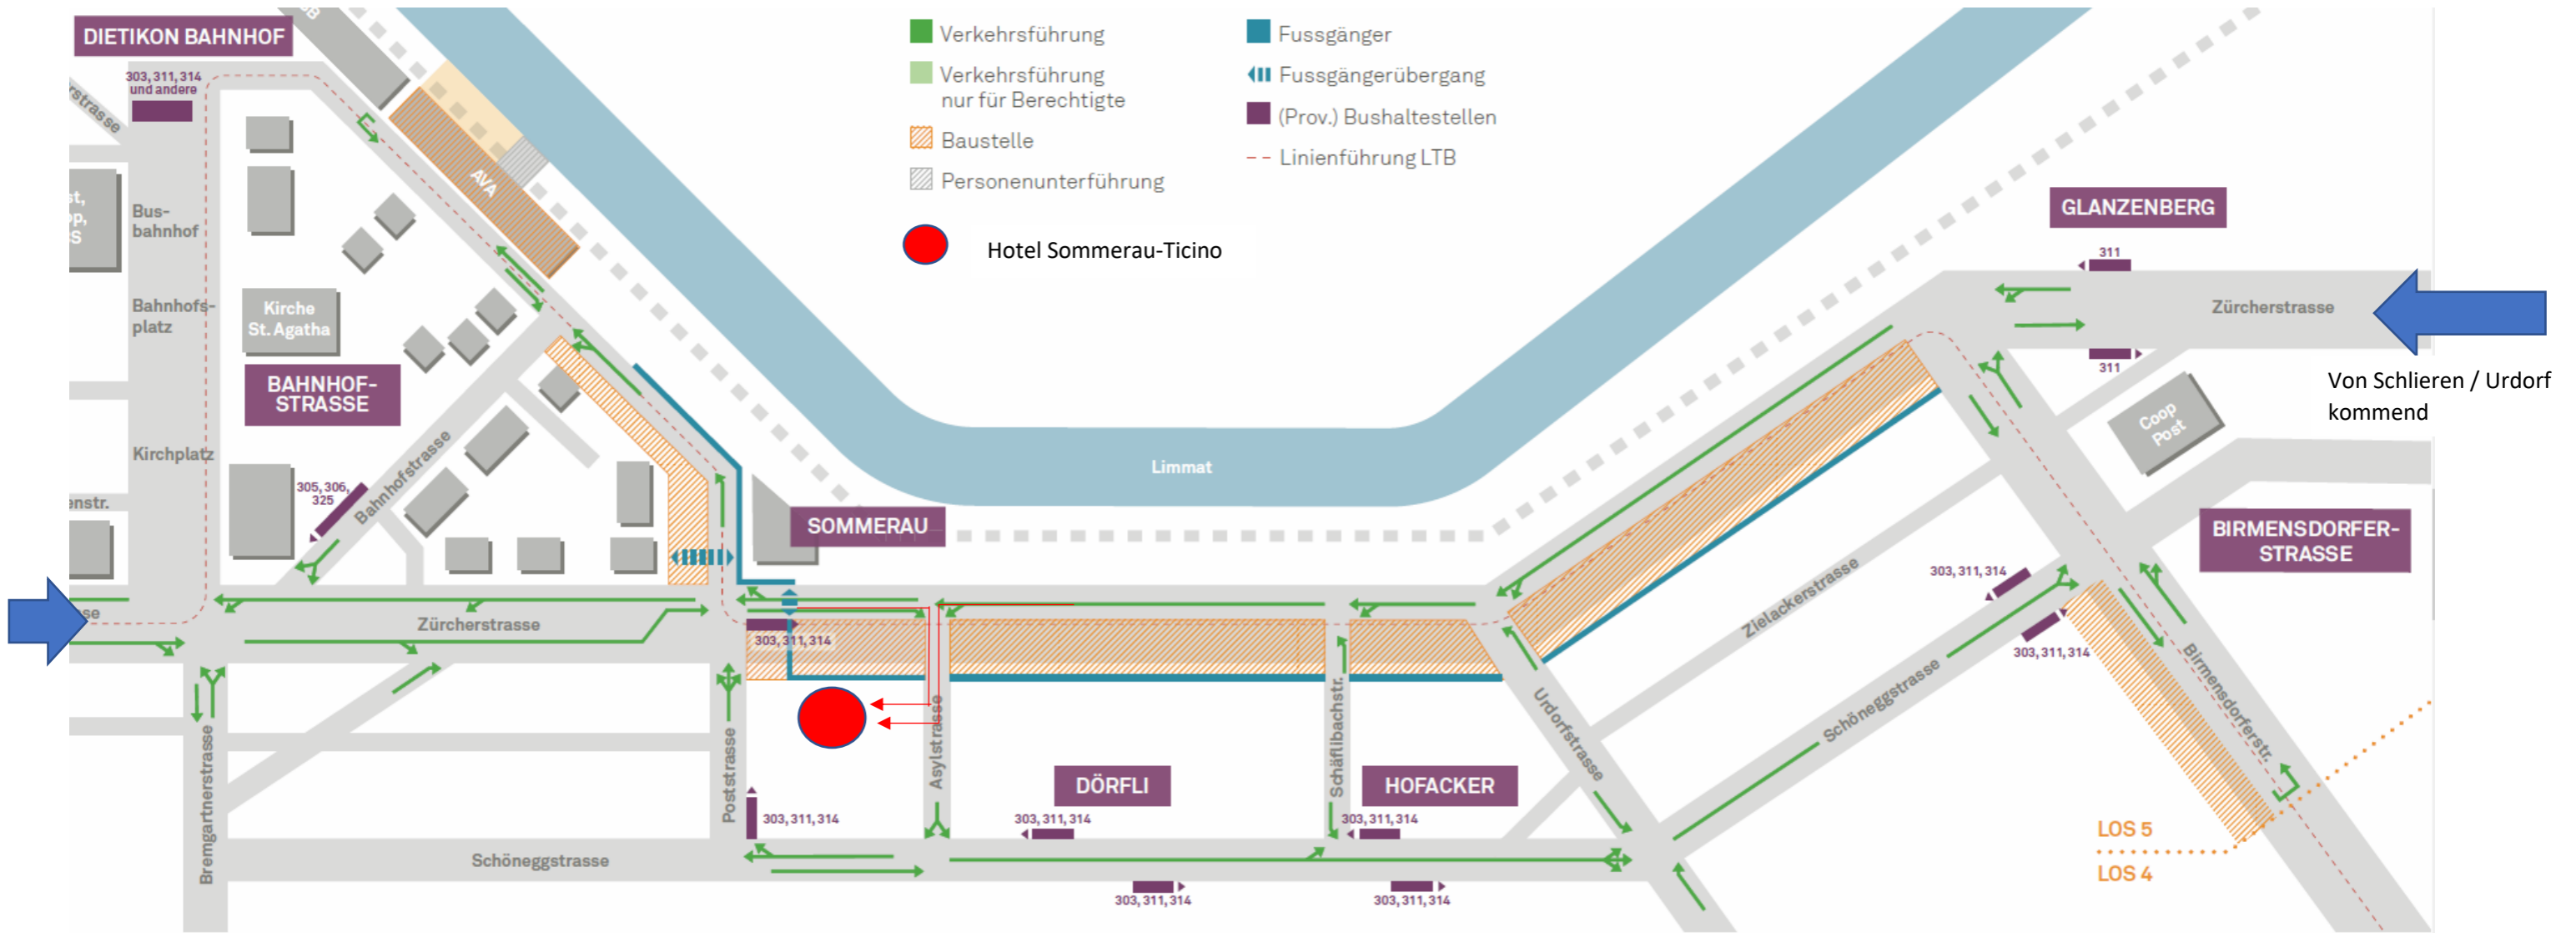 DIETIKON BAHNHOF
303, 311, 314
und andere
Bus-
bahnhof
Bahnhofs-
platz
Kirchplatz
Kirche
St. Agatha
BAHNHOF-
STRASSE
305, 306,
325
Bahnhofstrasse
AVA
Verkehrsführung
Verkehrsführung
nur für Berechtigte
Baustelle
Personenunterführung
Fussgänger
Fussgängerübergang
(Prov.) Bushaltestellen
Linienführung LTB
Hotel Sommerau-Ticino
GLANZENBERG
311
Zürcherstrasse
311
Von Schlieren / Urdorf
kommend
Coop
Post
Limmat
SOMMERAU
BIRMENSDORFER-
STRASSE
303, 311, 314
303, 311, 314
Zielackerstrasse
Schöneggstrasse
Birmensdorferstr.
Urdorfstrasse
Zürcherstrasse
303, 311, 314
Bremgartnerstrasse
Poststrasse
Asylstrasse
Schäflibachstr.
DÖRFLI
HOFACKER
303, 311, 314
303, 311, 314
303, 311, 314
Schöneggstrasse
303, 311, 314
303, 311, 314
LOS 5
LOS 4